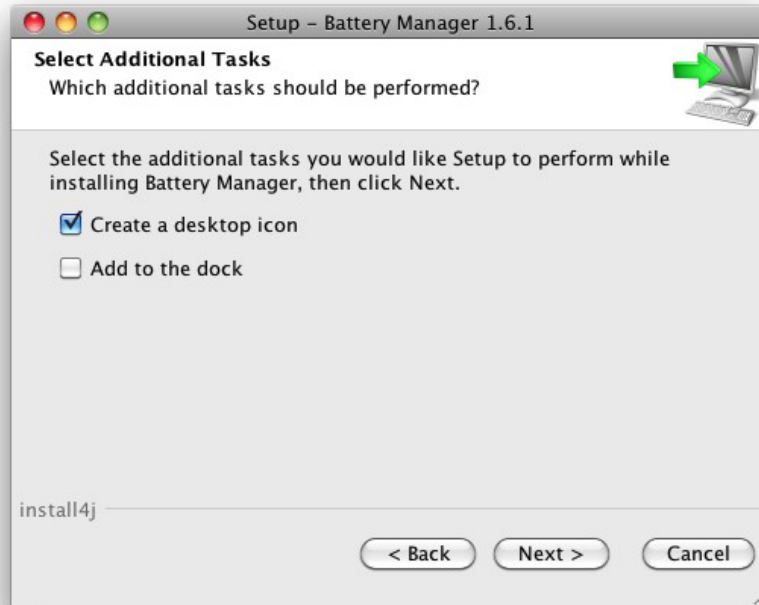 Setup – Battery Manager 1.6.1
Select Additional Tasks
Which additional tasks should be performed?
Select the additional tasks you would like Setup to perform while
installing Battery Manager, then click Next.
Create a desktop icon
Add to the dock
install4j
< Back Next > Cancel